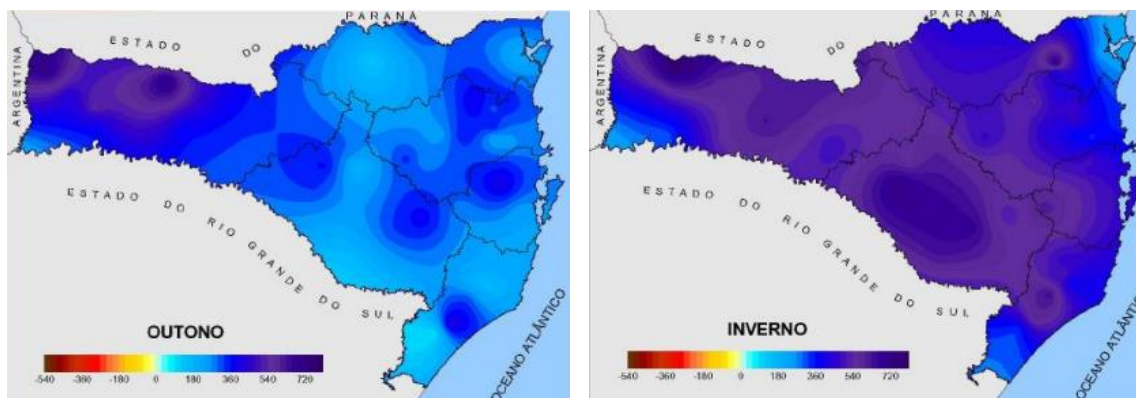 PARANÁ
ESTADO DO
ARGENTINA
ESTADO DO RIO GRANDE DO SUL
OUTONO
-540 -360 -180 0 180 360 540 720
OCEANO ATLÂNTICO
PARANÁ
ESTADO DO
ARGENTINA
ESTADO DO RIO GRANDE DO SUL
INVERNO
-540 -360 -180 0 180 360 540 720
OCEANO ATLÂNTICO